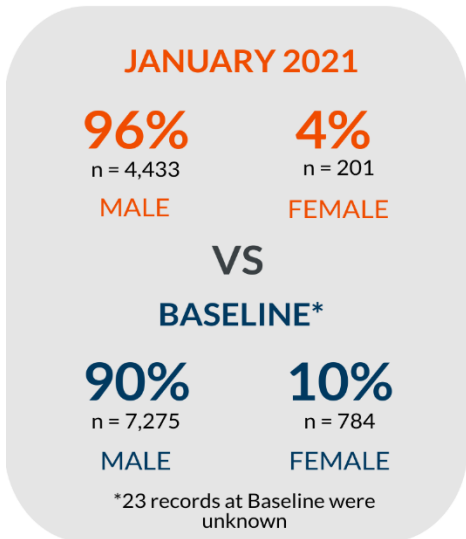 JANUARY 2021
96% 4%
n = 4,433 n = 201
MALE FEMALE
VS
BASELINE*
90% 10%
n = 7,275 n = 784
MALE FEMALE
*23 records at Baseline were
unknown